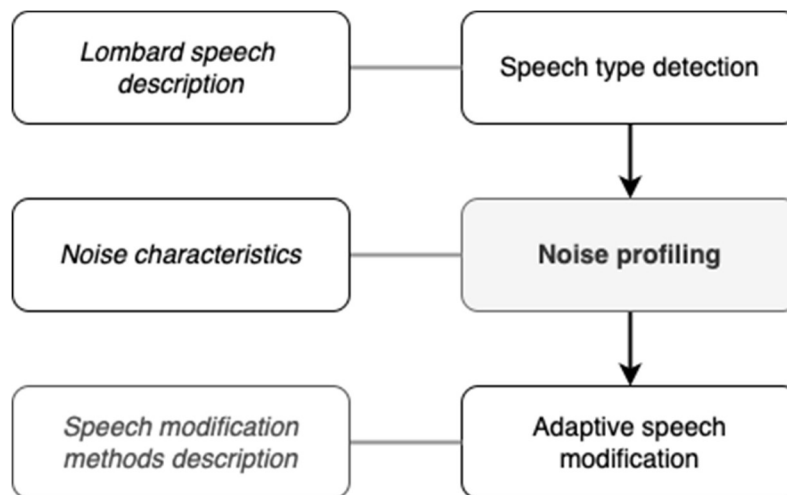 Lombard speech
description
Speech type detection
Noise characteristics
Noise profiling
Speech modification
methods description
Adaptive speech
modification